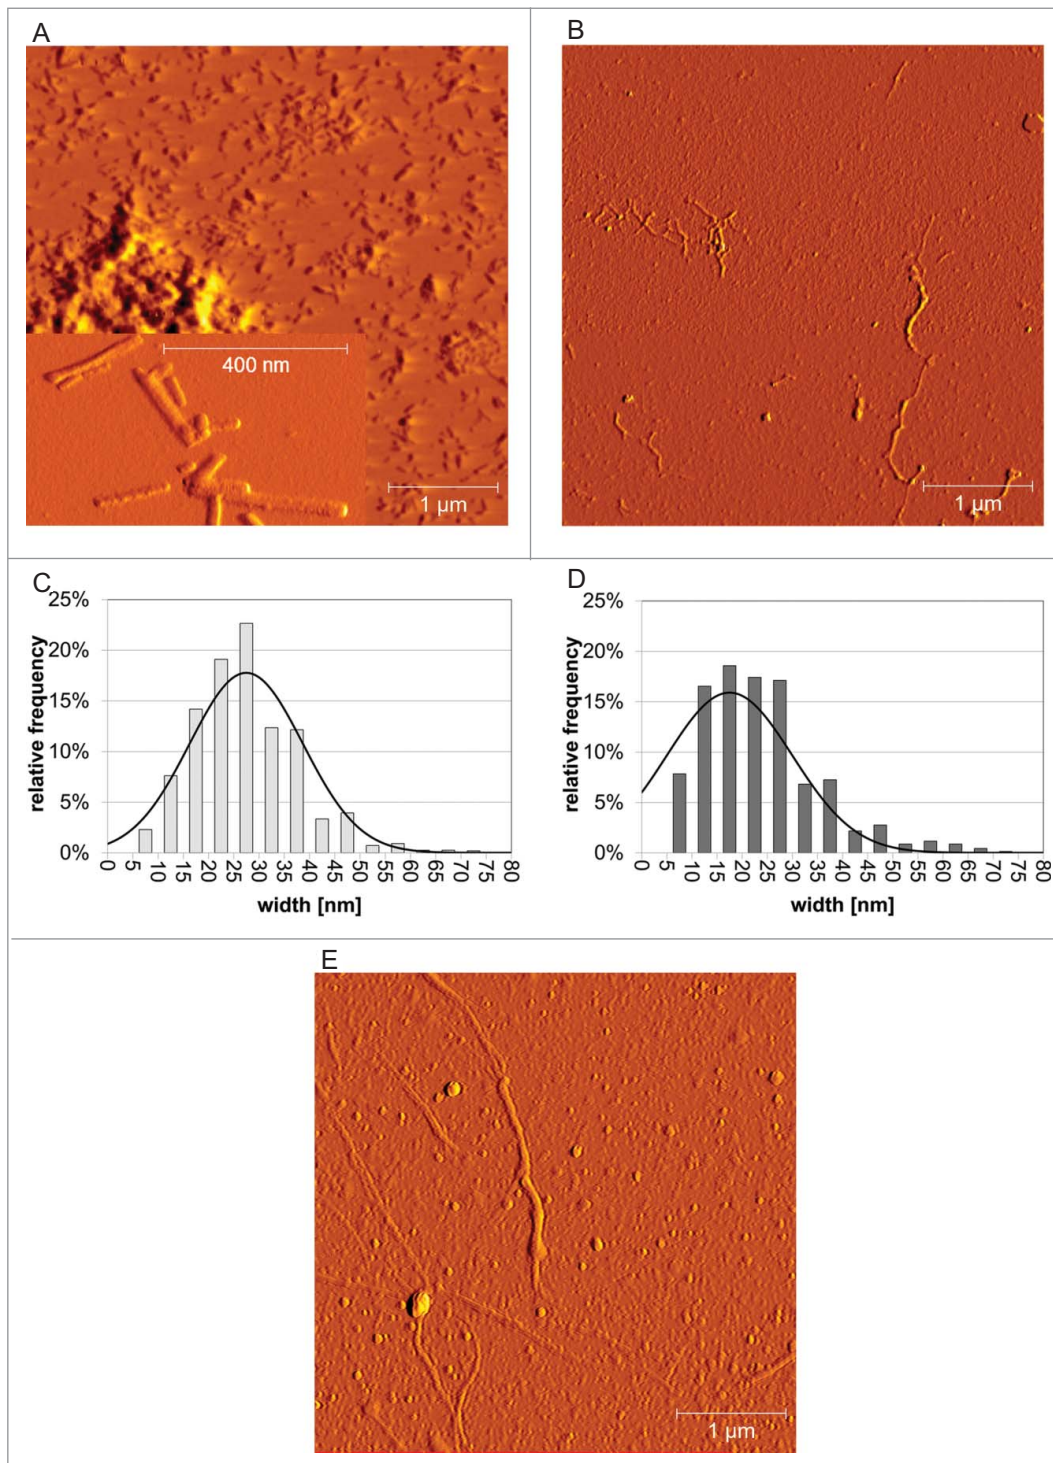 A
B
400 nm
1 µm
1 µm
C
D
25%
20%
15%
10%
5%
0%
relative frequency
0 5 10 15 20 25 30 35 40 45 50 55 60 65 70 75 80
width [nm]
25%
20%
15%
10%
5%
0%
relative frequency
0 5 10 15 20 25 30 35 40 45 50 55 60 65 70 75 80
width [nm]
E
1 µm